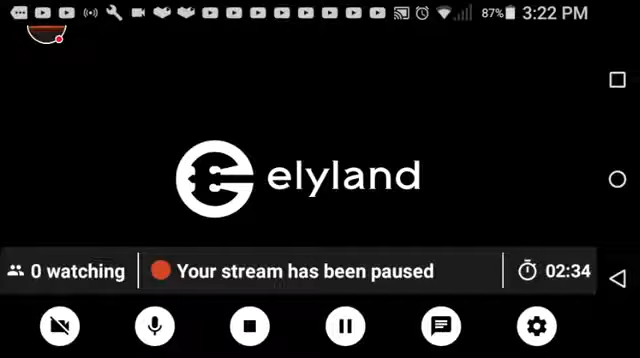 87% 3:22 PM
elyland
0 watching
Your stream has been paused
02:34